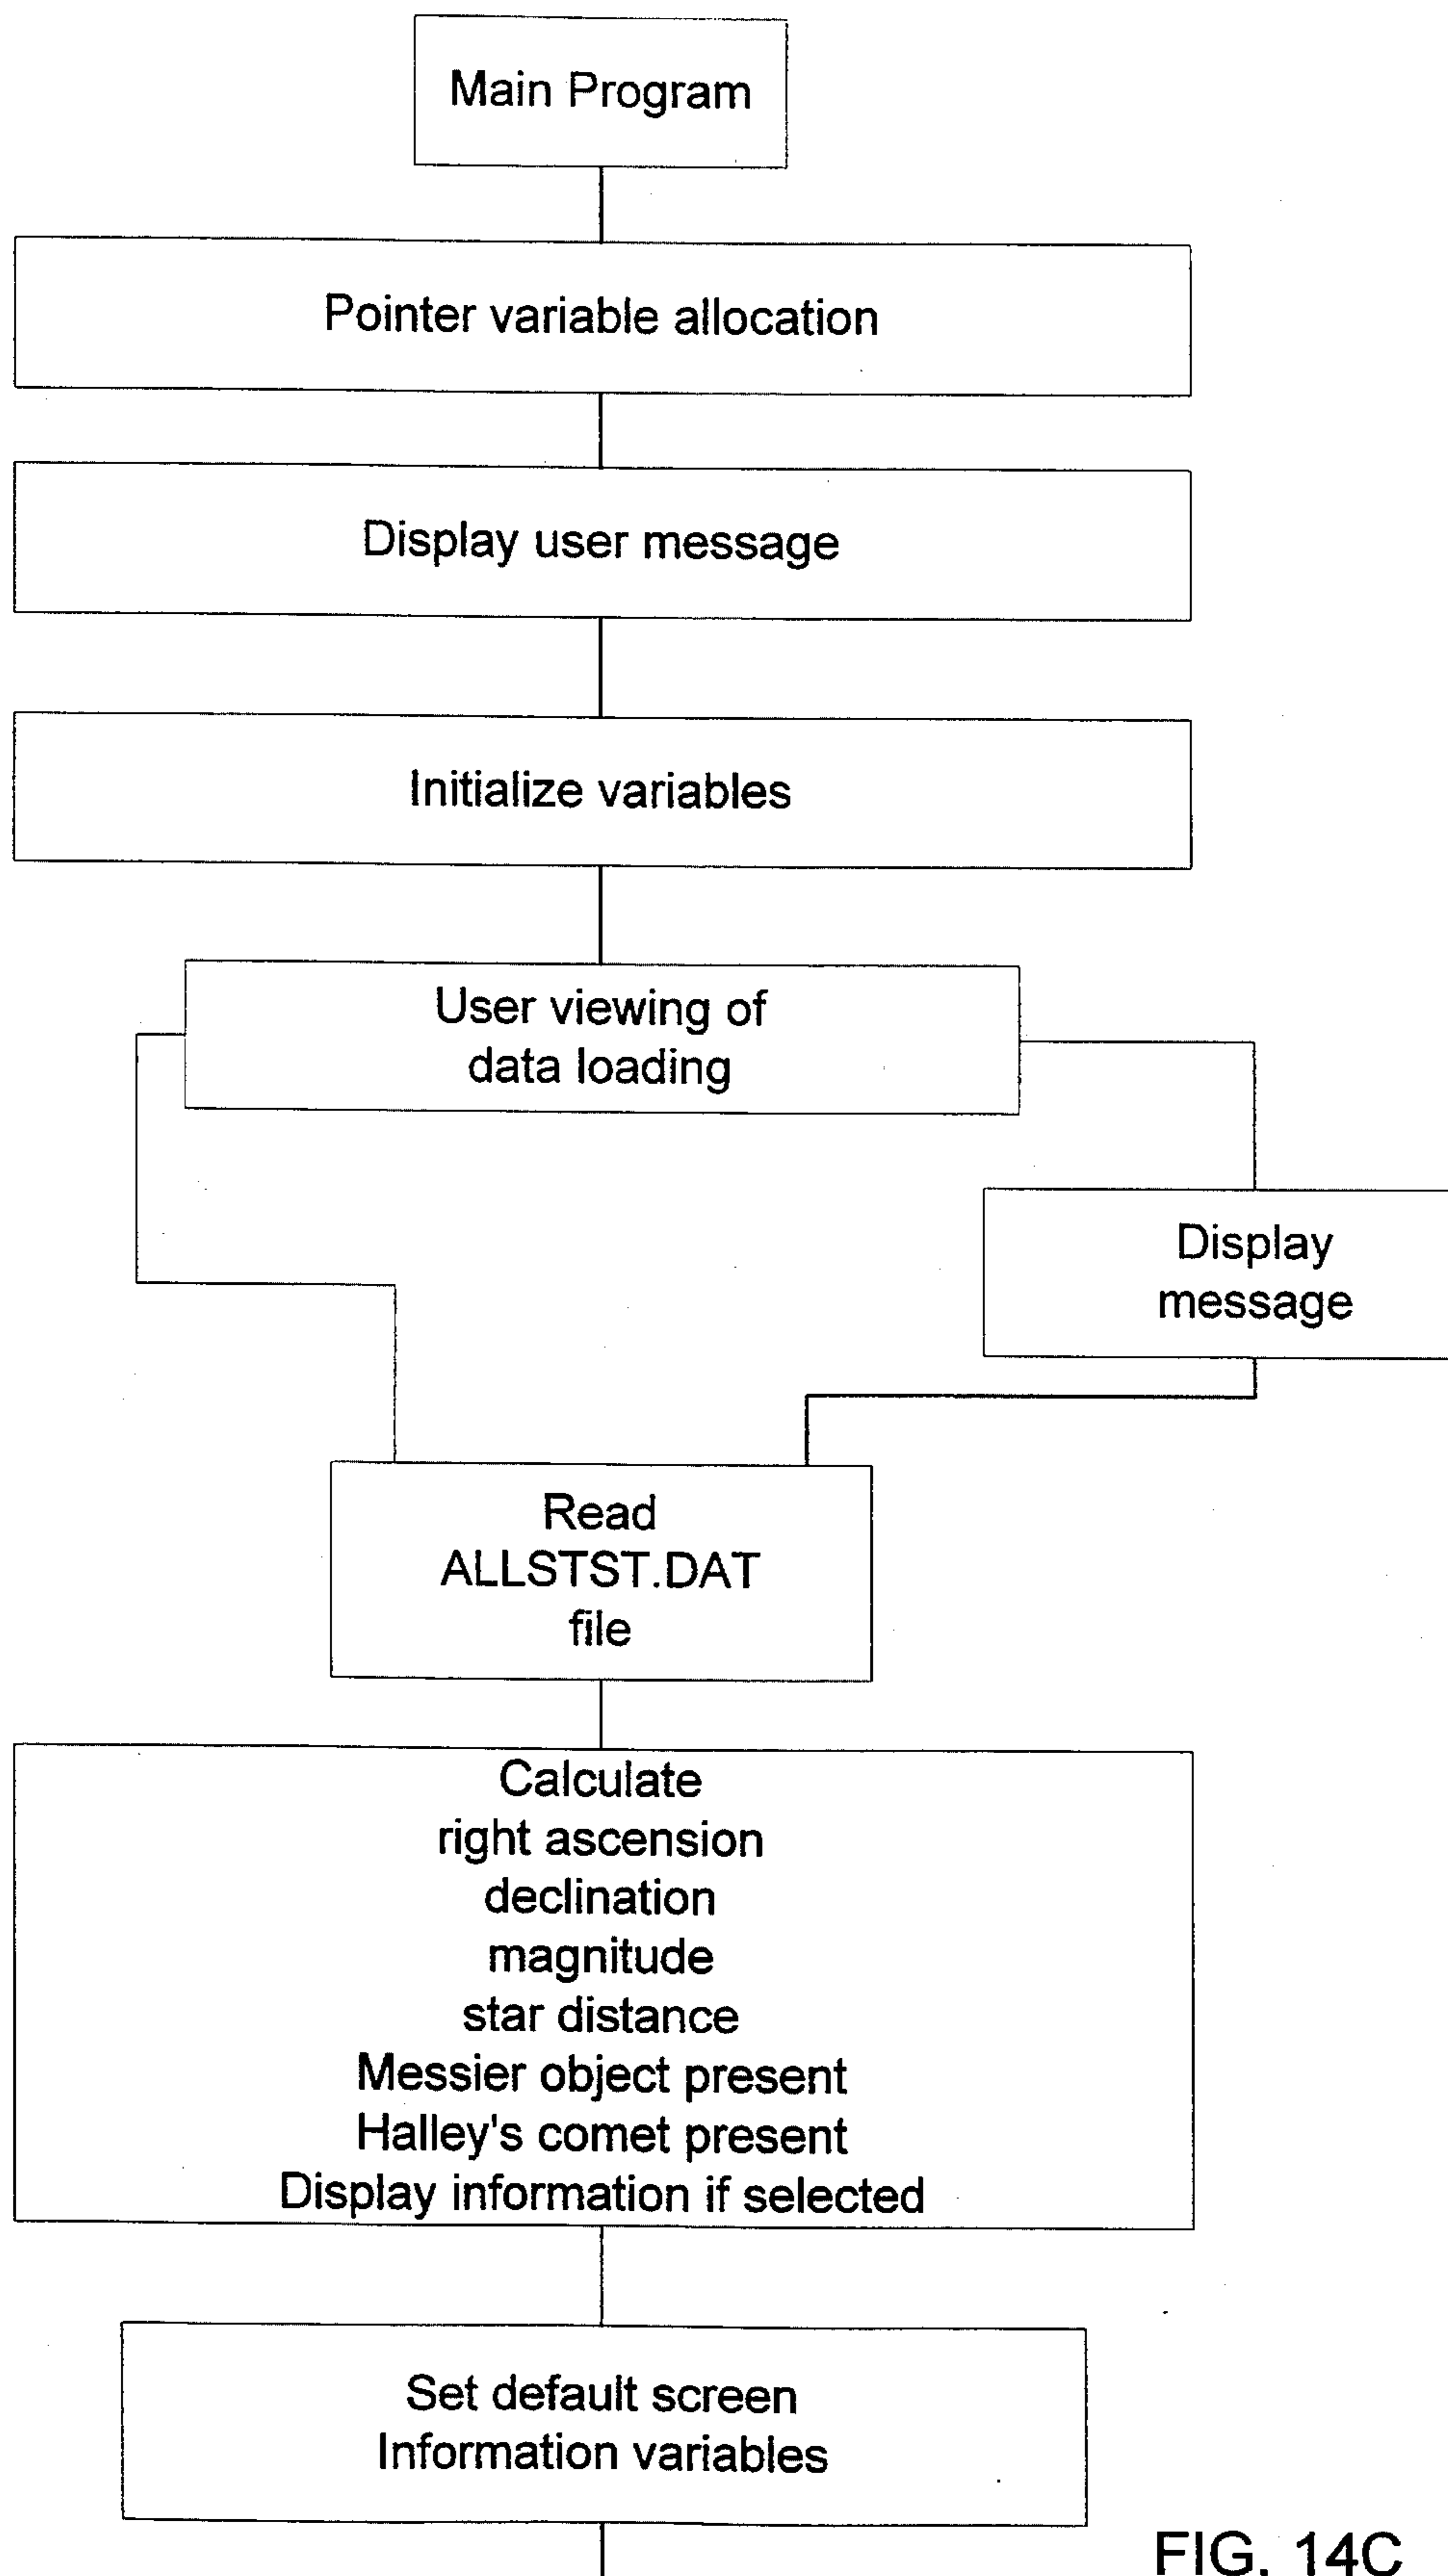 Main Program
Pointer variable allocation
Display user message
Initialize variables
User viewing of
data loading
Display
message
Read
ALLSTST.DAT
file
Calculate
right ascension
declination
magnitude
star distance
Messier object present
Halley's comet present
Display information if selected
Set default screen
Information variables
FIG. 14C